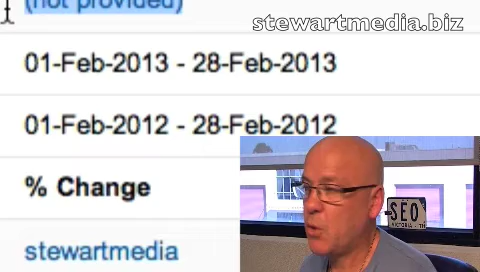 (not provided)
stewartmedia.biz
01-Feb-2013 - 28-Feb-2013
01-Feb-2012 - 28-Feb-2012
% Change
SEO
VICTORIA
stewartmedia